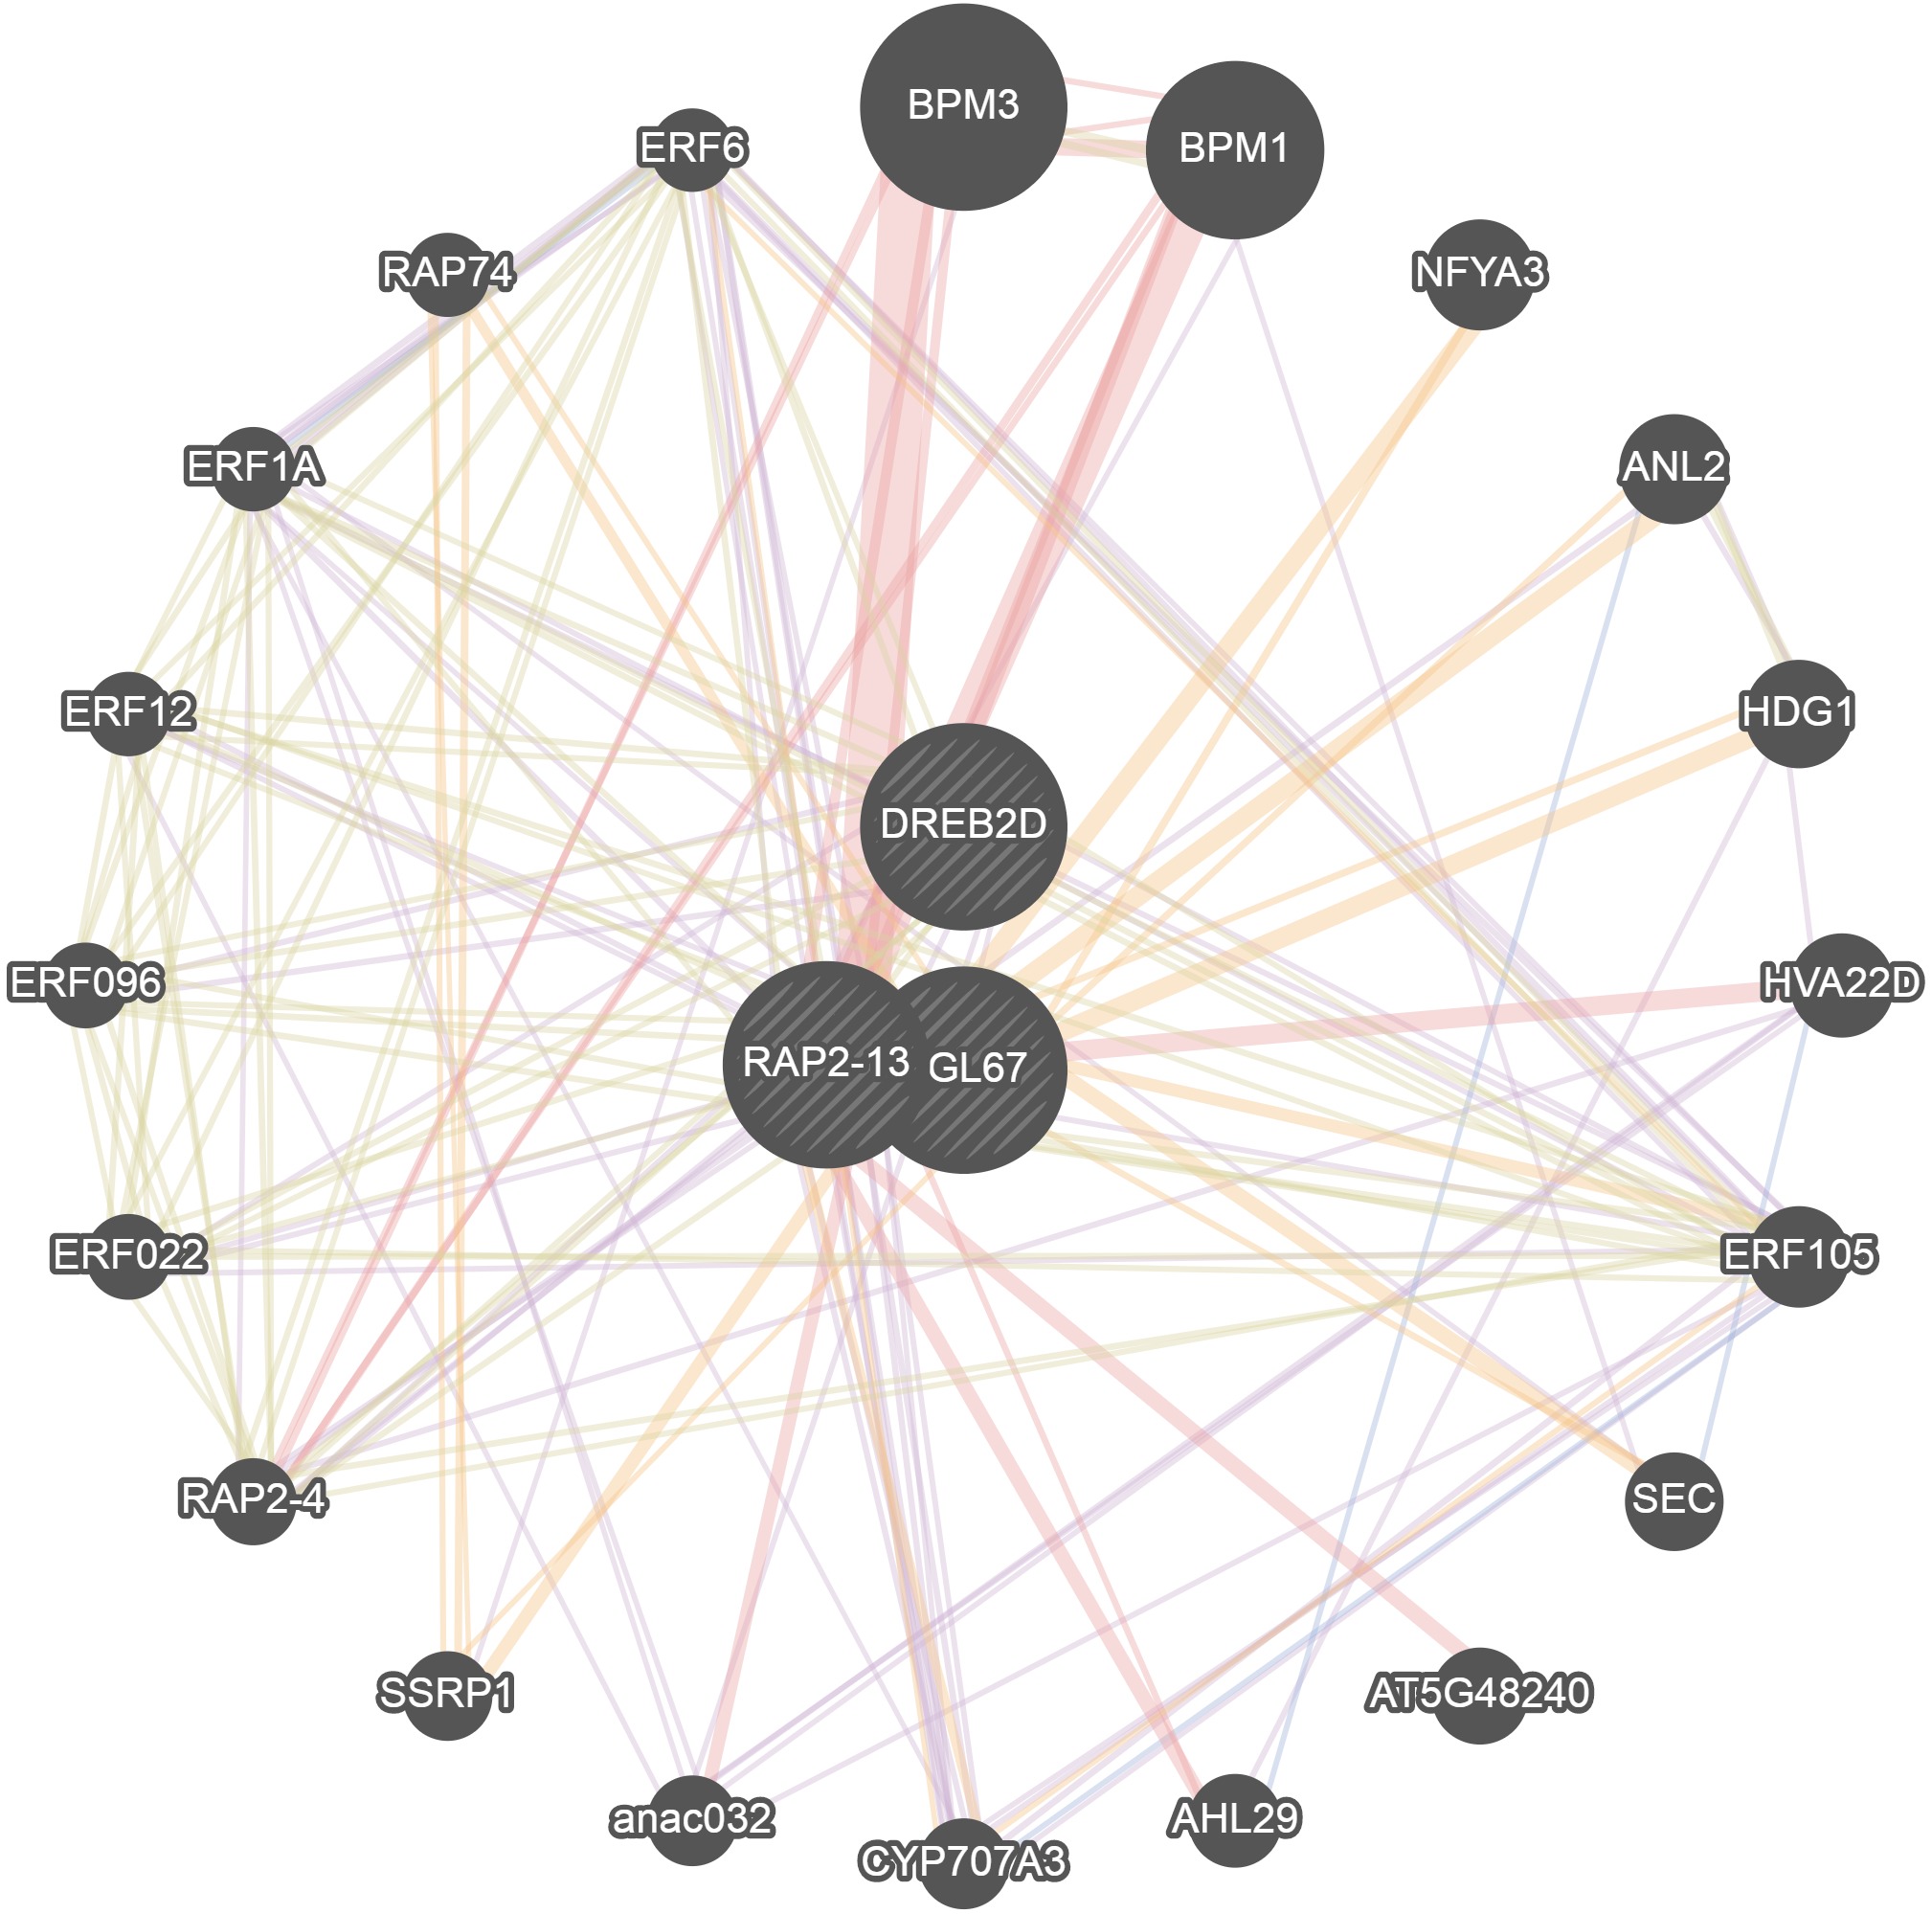 BPM3
BPM1
ERF6
NFYA3
RAP74
ANL2
ERF1A
ERF12
HDG1
DREB2D
ERF096
HVA22D
RAP2-13
GL67
ERF022
ERF105
RAP2-4
SEC
SSRP1
AT5G48240
anac032
AHL29
CYP707A3